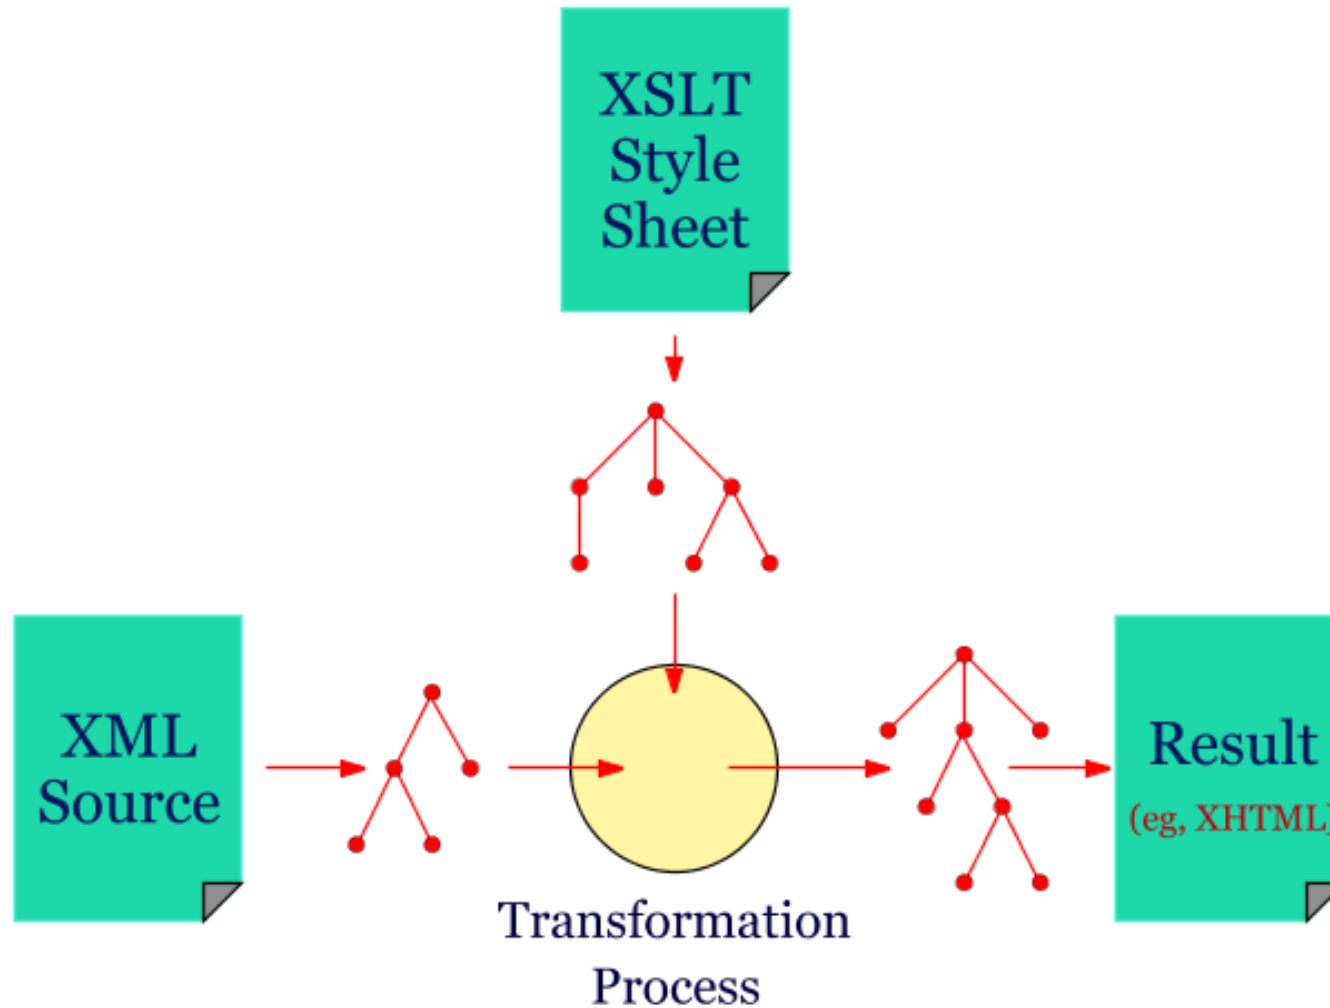 XSLT
Style
Sheet
XML
Source
Result
(eg, XHTML)
Transformation
Process